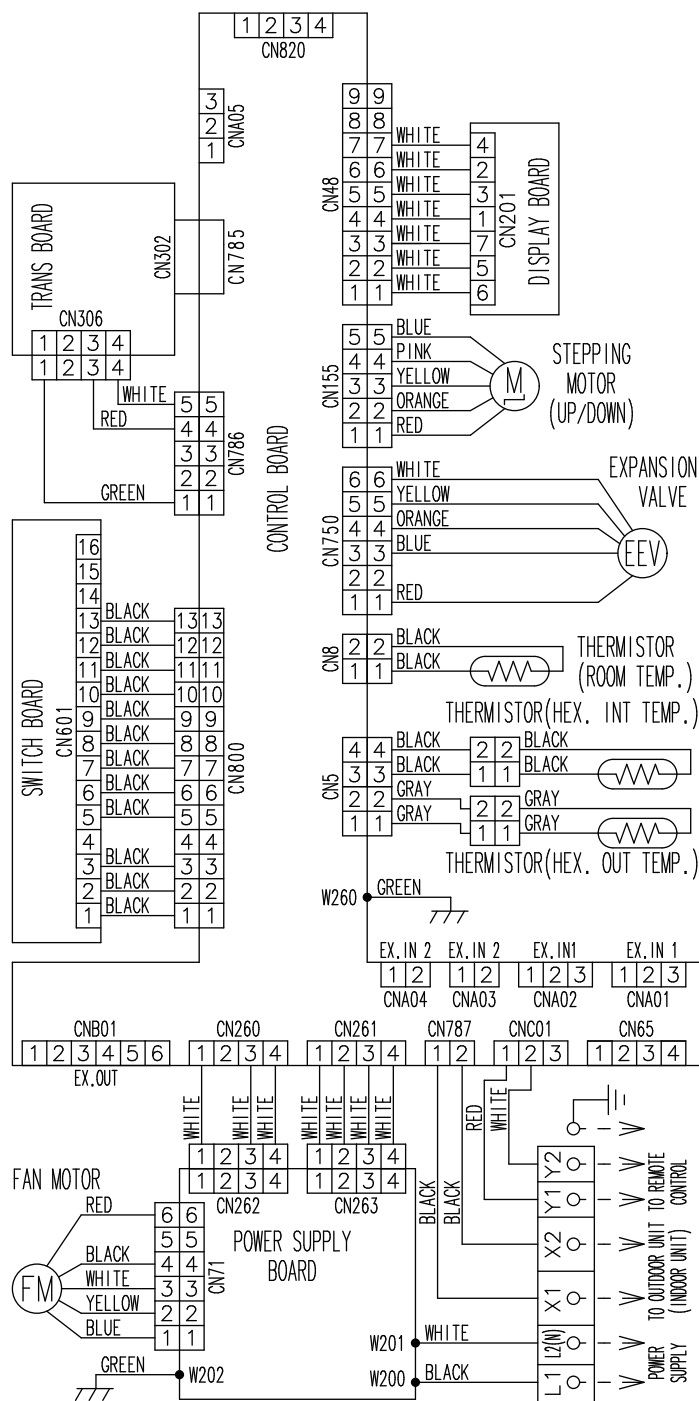 1 2 3 4
CN820
3
2
1
CNA05
TRANS BOARD
CN302
CN785
CN306
1 2 3 4
1 2 3 4
WHITE
RED
GREEN
5 5
4 4
3 3
2 2
1 1
CN786
CONTROL BOARD
9 9
8 8
7 7
6 6
5 5
4 4
3 3
2 2
1 1
CN48
WHITE
WHITE
WHITE
WHITE
WHITE
WHITE
WHITE
4
2
3
1
7
5
6
CN201
DISPLAY BOARD
5 5
4 4
3 3
2 2
1 1
CN155
BLUE
PINK
YELLOW
ORANGE
RED
M
STEPPING
MOTOR
(UP/DOWN)
6 6
5 5
4 4
3 3
2 2
1 1
CN750
WHITE
YELLOW
ORANGE
BLUE
RED
EEV
EXPANSION
VALVE
SWITCH BOARD
CN601
16
15
14
13
12
11
10
9
8
7
6
5
4
3
2
1
BLACK
BLACK
BLACK
BLACK
BLACK
BLACK
BLACK
BLACK
BLACK
BLACK
BLACK
BLACK
13 13
12 12
11 11
10 10
9 9
8 8
7 7
6 6
5 5
4 4
3 3
2 2
1 1
CN800
CN8
2 2
1 1
BLACK
BLACK
THERMISTOR
(ROOM TEMP.)
THERMISTOR(HEX. INT TEMP.)
CN5
4 4
3 3
2 2
1 1
BLACK
BLACK
GRAY
GRAY
2 2
1 1
BLACK
BLACK
2 2
1 1
GRAY
GRAY
THERMISTOR(HEX. OUT TEMP.)
W260
GREEN
EX.IN 2
EX.IN 2
EX.IN1
EX.IN 1
1 2
1 2
1 2 3
1 2 3
CNA04
CNA03
CNA02
CNA01
CNB01
CN260
CN261
CN787
CNC01
CN65
1 2 3 4 5 6
1 2 3 4
1 2 3 4
1 2
1 2 3
1 2 3 4
EX.OUT
WHITE
WHITE
WHITE
WHITE
WHITE
WHITE
WHITE
BLACK
BLACK
RED
WHITE
1 2 3 4
1 2 3 4
CN262
1 2 3 4
1 2 3 4
CN263
POWER SUPPLY
BOARD
FAN MOTOR
FM
RED
BLACK
WHITE
YELLOW
BLUE
6 6
5 5
4 4
3 3
2 2
1 1
CN71
GREEN
W202
W201
WHITE
W200
BLACK
Y2
Y1
X2
X1
L2(N)
L1
TO REMOTE
CONTROL
TO OUTDOOR UNIT
(INDOOR UNIT)
POWER
SUPPLY